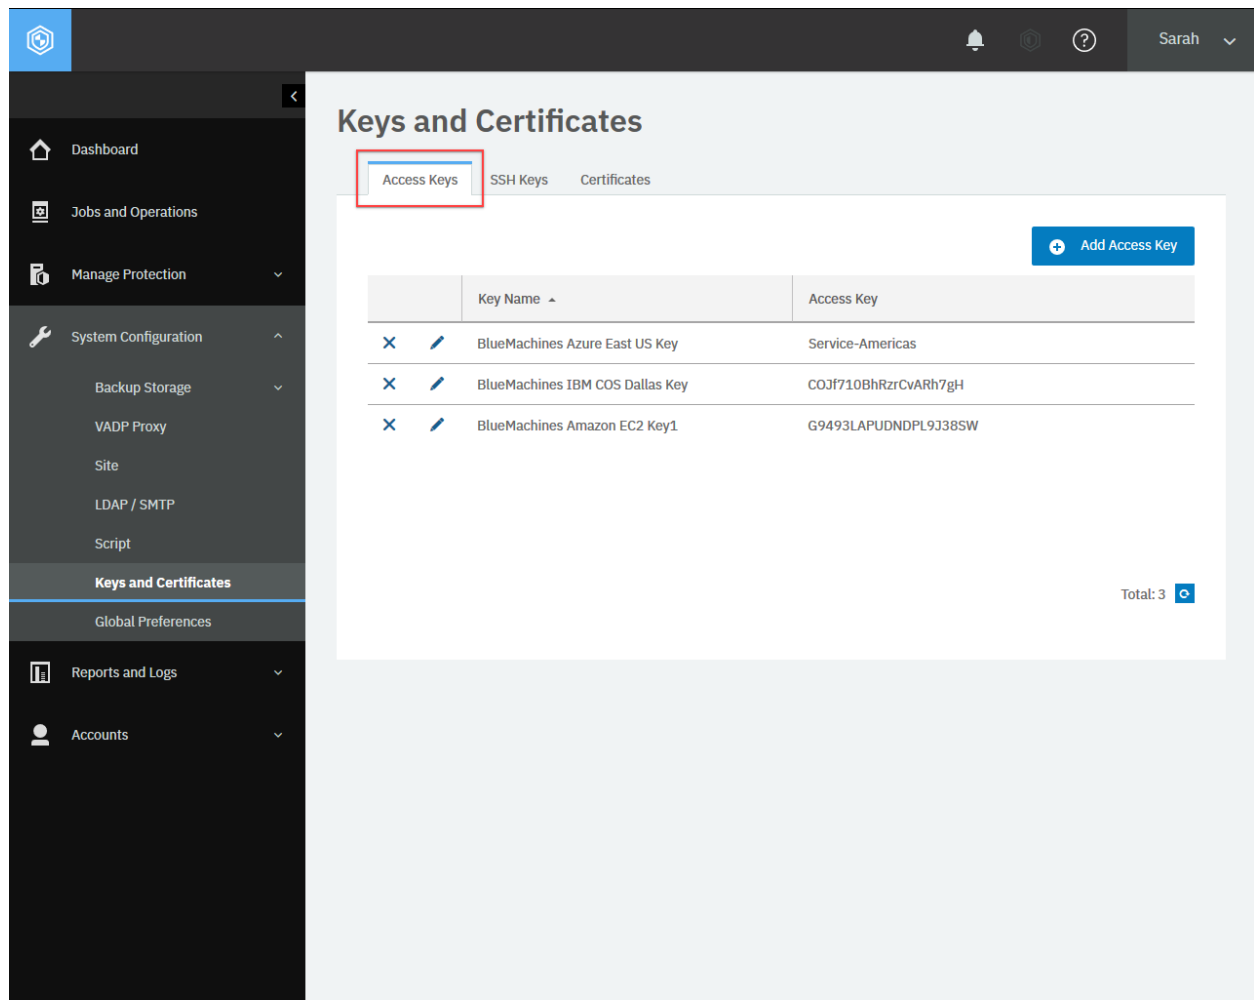 Sarah
Keys and Certificates
Dashboard
Access Keys SSH Keys Certificates
Jobs and Operations
Add Access Key
Manage Protection
Key Name Access Key
System Configuration
BlueMachines Azure East US Key Service-Americas
Backup Storage
BlueMachines IBM COS Dallas Key COJf710BhRzrCvARh7gH
VADP Proxy
BlueMachines Amazon EC2 Key1 G9493LAPUDNDPL9J38SW
Site
LDAP / SMTP
Script
Keys and Certificates
Total: 3
Global Preferences
Reports and Logs
Accounts